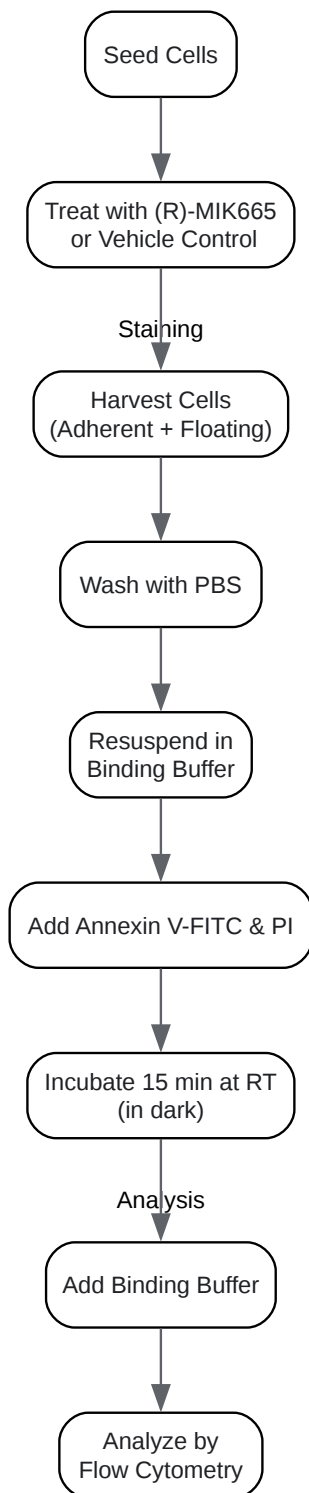 Seed Cells
Treat with (R)-MIK665
or Vehicle Control
Staining
Harvest Cells
(Adherent + Floating)
Wash with PBS
Resuspend in
Binding Buffer
Add Annexin V-FITC & PI
Incubate 15 min at RT
(in dark)
Analysis
Add Binding Buffer
Analyze by
Flow Cytometry